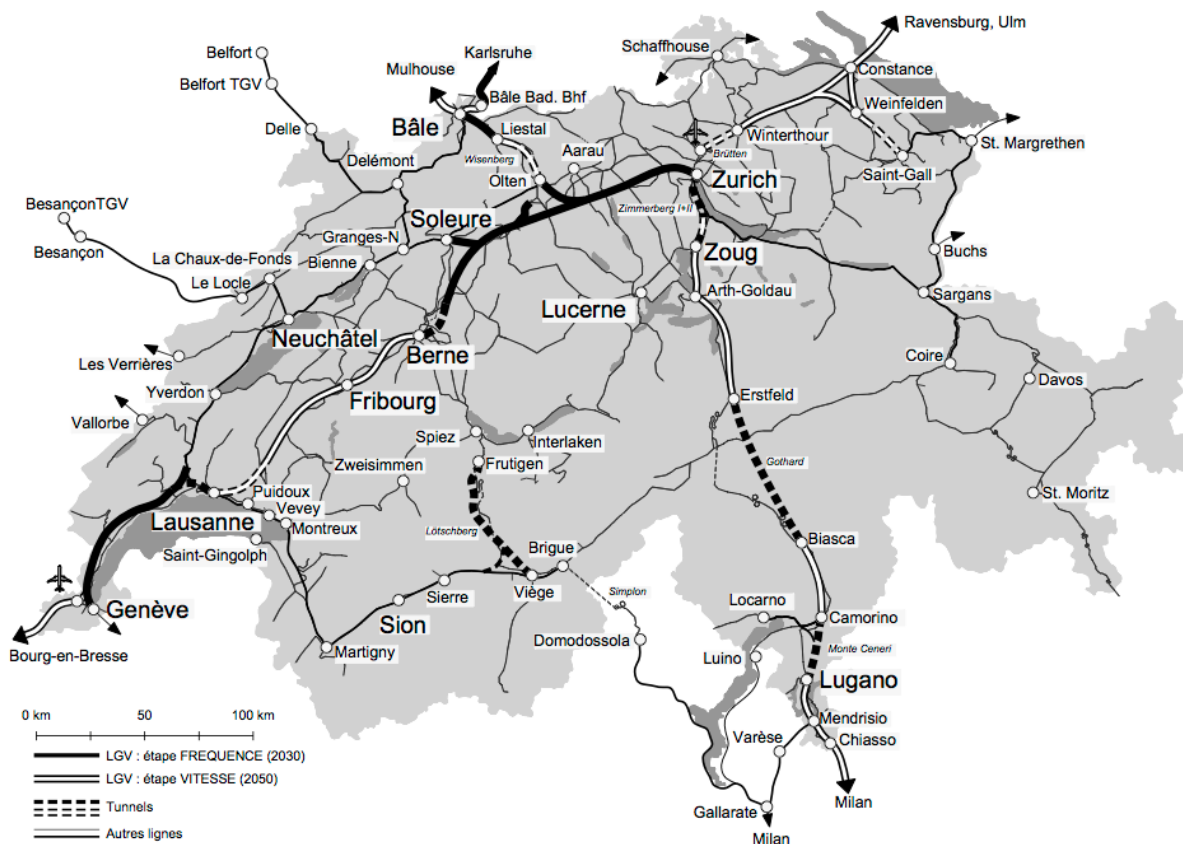 Ravensburg, Ulm
Belfort
Schaffhouse
Karlsruhe
Mulhouse
Constance
Belfort TGV
Bâle Bad. Bhf
Weinfelden
Bâle
Liestal
Winterthour
Delle
St. Margrethen
Wisenberg
Aarau
Brütten
Delémont
Olten
Saint-Gall
Zurich
BesançonTGV
Soleure
Zimmerberg I+II
Granges-N
Besançon
La Chaux-de-Fonds
Bienne
Zoug
Buchs
Le Locle
Arth-Goldau
Sargans
Lucerne
Neuchâtel
Berne
Les Verrières
Coire
Davos
Yverdon
Fribourg
Erstfeld
Vallorbe
Spiez
Interlaken
Zweisimmen
Frutigen
Gothard
Puidoux
St. Moritz
Vevey
Lausanne
Montreux
Lötschberg
Saint-Gingolph
Biasca
Brigue
Viège
Sierre
Simplon
Locarno
Genève
Camorino
Sion
Domodossola
Martigny
Monte Ceneri
Bourg-en-Bresse
Luino
Lugano
0 km 50 100 km
Mendrisio
Varèse
Chiasso
LGV : étape FREQUENCE (2030)
LGV : étape VITESSE (2050)
Tunnels
Milan
Gallarate
Autres lignes
Milan